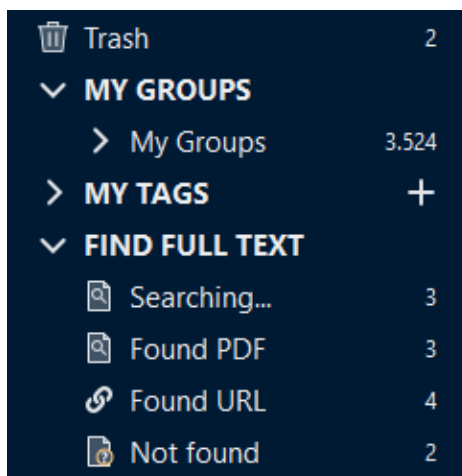 Trash 2
MY GROUPS
My Groups 3.524
MY TAGS +
FIND FULL TEXT
Searching... 3
Found PDF 3
Found URL 4
Not found 2